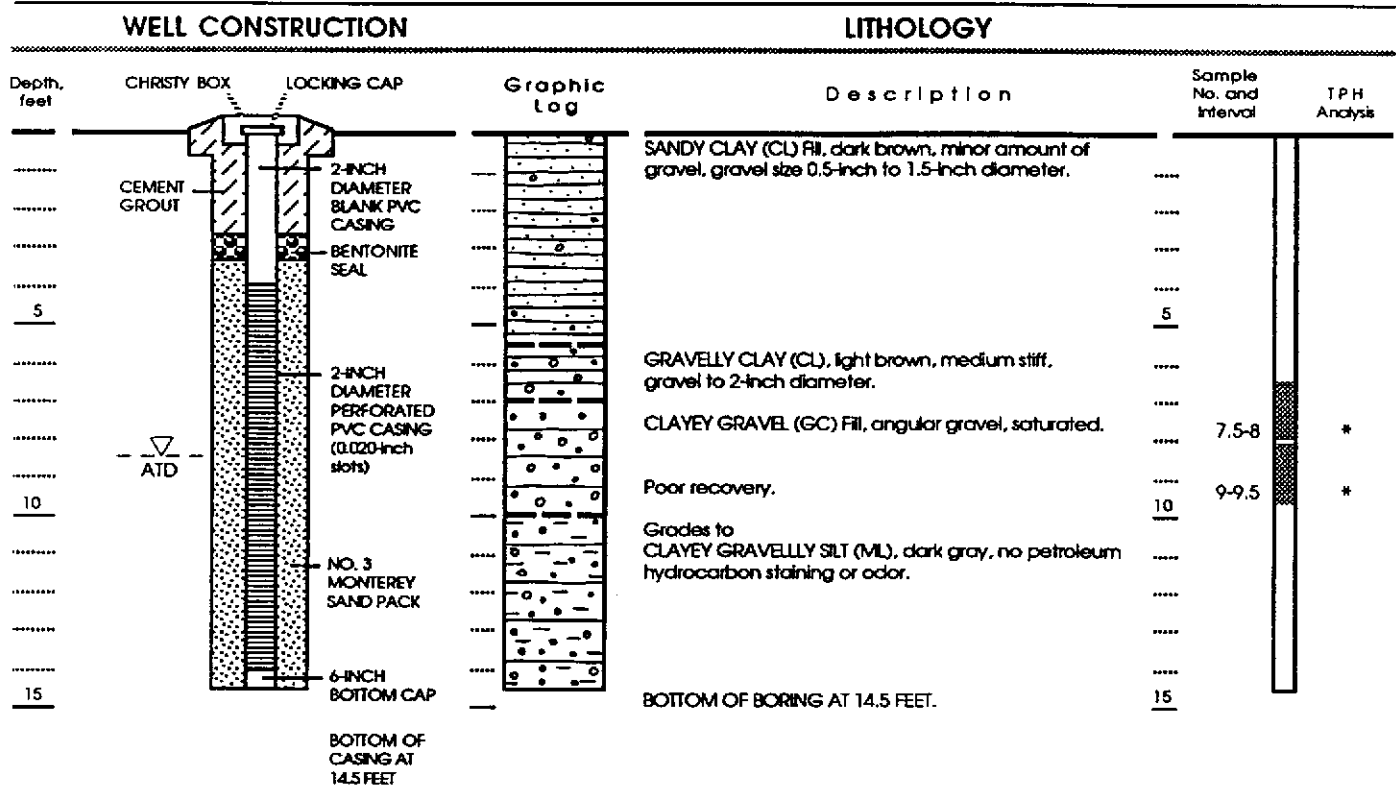 WELL CONSTRUCTION
LITHOLOGY
Depth, feet
CHRISTY BOX
LOCKING CAP
Graphic Log
Description
Sample No. and Interval
TPH Analysis
CEMENT
GROUT
2-INCH
DIAMETER
BLANK PVC
CASING
BENTONITE
SEAL
SANDY CLAY (CL) Fill, dark brown, minor amount of
gravel, gravel size 0.5-inch to 1.5-inch diameter.
5
5
2-INCH
DIAMETER
PERFORATED
PVC CASING
(0.020-inch
slots)
GRAVELLY CLAY (CL), light brown, medium stiff,
gravel to 2-inch diameter.
CLAYEY GRAVEL (GC) Fill, angular gravel, saturated.
7.5-8
*
ATD
Poor recovery.
9-9.5
*
10
10
Grades to
CLAYEY GRAVELLLY SILT (ML), dark gray, no petroleum
hydrocarbon staining or odor.
NO. 3
MONTEREY
SAND PACK
6-INCH
BOTTOM CAP
15
BOTTOM OF BORING AT 14.5 FEET.
15
BOTTOM OF
CASING AT
14.5 FEET